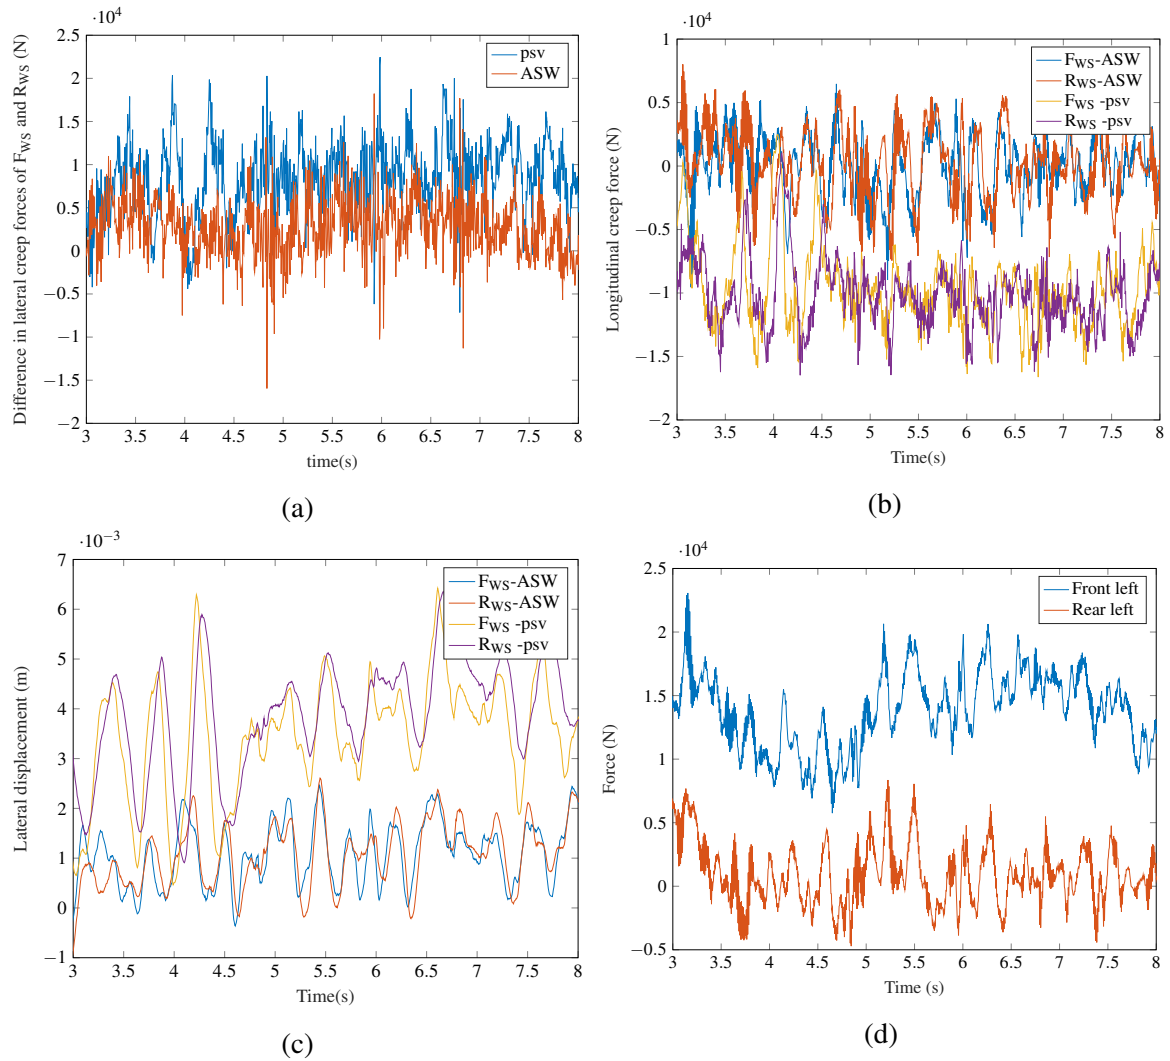 ·10⁴
2.5
2
1.5
1
0.5
0
−0.5
−1
−1.5
−2
3 3.5 4 4.5 5 5.5 6 6.5 7 7.5 8
Difference in lateral creep forces of F_WS and R_WS (N)
time(s)
psv
ASW
(a)
·10⁴
1
0.5
0
−0.5
−1
−1.5
−2
3 3.5 4 4.5 5 5.5 6 6.5 7 7.5 8
Longitudinal creep force (N)
Time(s)
F_WS-ASW
R_WS-ASW
F_WS -psv
R_WS -psv
(b)
·10⁻³
7
6
5
4
3
2
1
0
−1
3 3.5 4 4.5 5 5.5 6 6.5 7 7.5 8
Lateral displacement (m)
Time(s)
F_WS-ASW
R_WS-ASW
F_WS -psv
R_WS -psv
(c)
·10⁴
2.5
2
1.5
1
0.5
0
−0.5
3 3.5 4 4.5 5 5.5 6 6.5 7 7.5 8
Force (N)
Time (s)
Front left
Rear left
(d)